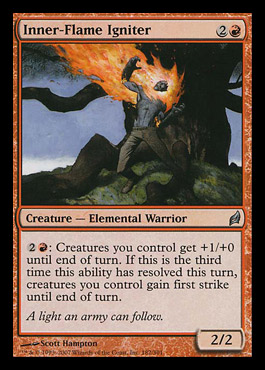 Inner-Flame Igniter 2
Creature — Elemental Warrior
2 : Creatures you control get +1/+0
until end of turn. If this is the third
time this ability has resolved this turn,
creatures you control gain first strike
until end of turn.
A light an army can follow.
Scott Hampton
2/2